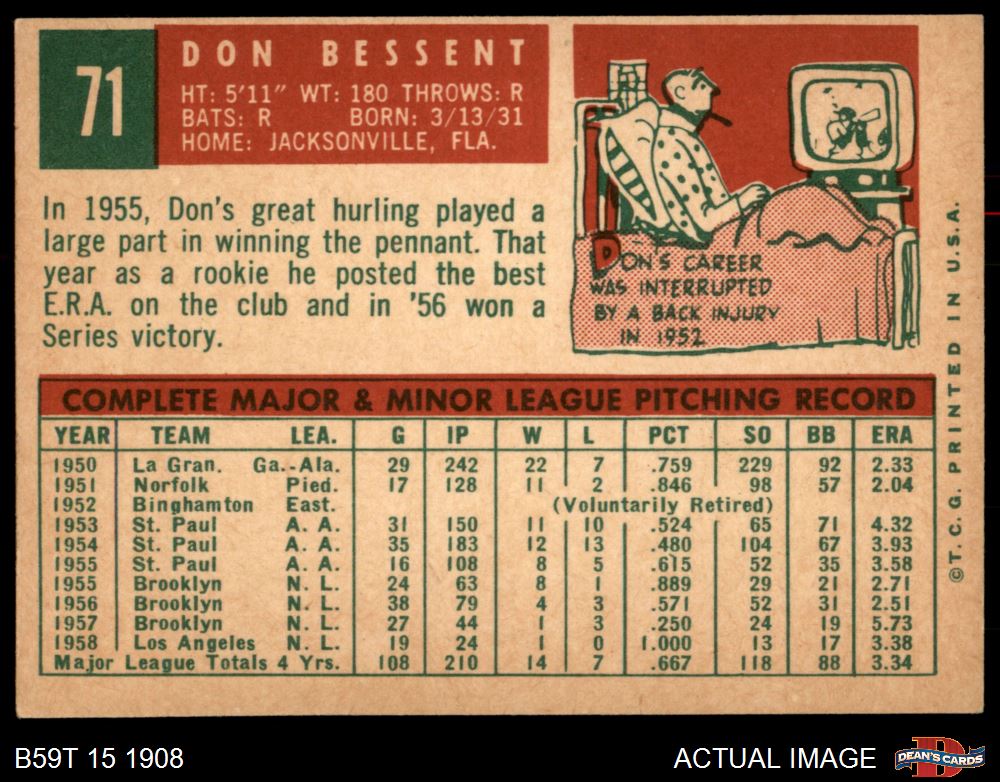 71
DON BESSENT
HT: 5'11" WT: 180 THROWS: R
BATS: R BORN: 3/13/31
HOME: JACKSONVILLE, FLA.
In 1955, Don's great hurling played a
large part in winning the pennant. That
year as a rookie he posted the best
E.R.A. on the club and in '56 won a
Series victory.
DON'S CAREER
WAS INTERRUPTED
BY A BACK INJURY
IN 1952
COMPLETE MAJOR & MINOR LEAGUE PITCHING RECORD
YEAR TEAM LEA. G IP W L PCT SO BB ERA
1950 La Gran. Ga.-Ala. 29 242 22 7 .759 229 92 2.33
1951 Norfolk Pied. 17 128 11 2 .846 98 57 2.04
1952 Binghamton East. (Voluntarily Retired)
1953 St. Paul A. A. 31 150 11 10 .524 65 71 4.32
1954 St. Paul A. A. 35 183 12 13 .480 104 67 3.93
1955 St. Paul A. A. 16 108 8 5 .615 52 35 3.58
1955 Brooklyn N. L. 24 63 8 1 .889 29 21 2.71
1956 Brooklyn N. L. 38 79 4 3 .571 52 31 2.51
1957 Brooklyn N. L. 27 44 1 3 .250 24 19 5.73
1958 Los Angeles N. L. 19 24 1 0 1.000 13 17 3.38
Major League Totals 4 Yrs. 108 210 14 7 .667 118 88 3.34
©T.C.G. PRINTED IN U.S.A.
B59T 15 1908
ACTUAL IMAGE
D
DEAN'S CARDS